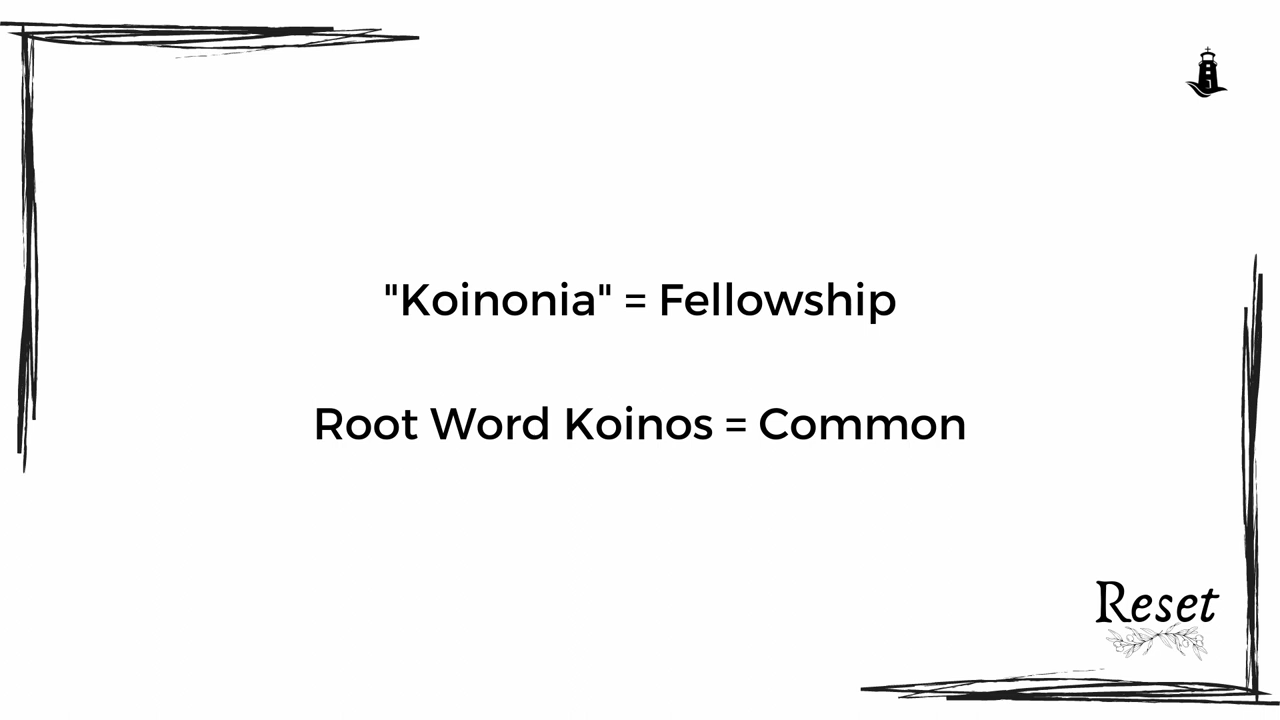 "Koinonia" = Fellowship
Root Word Koinos = Common
Reset